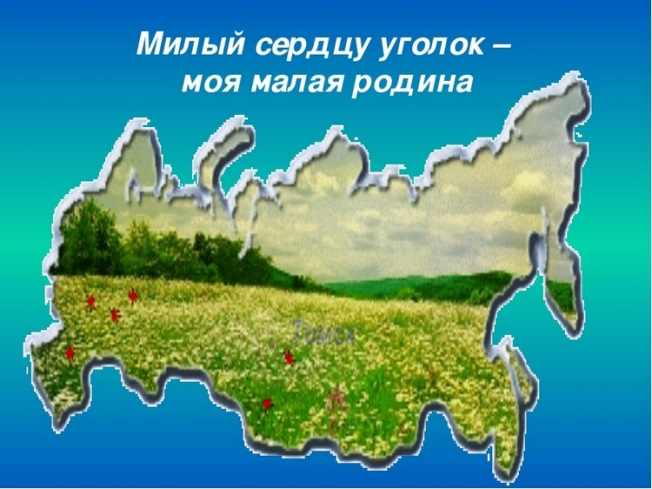 Милый сердцу уголок –
моя малая родина
Томск